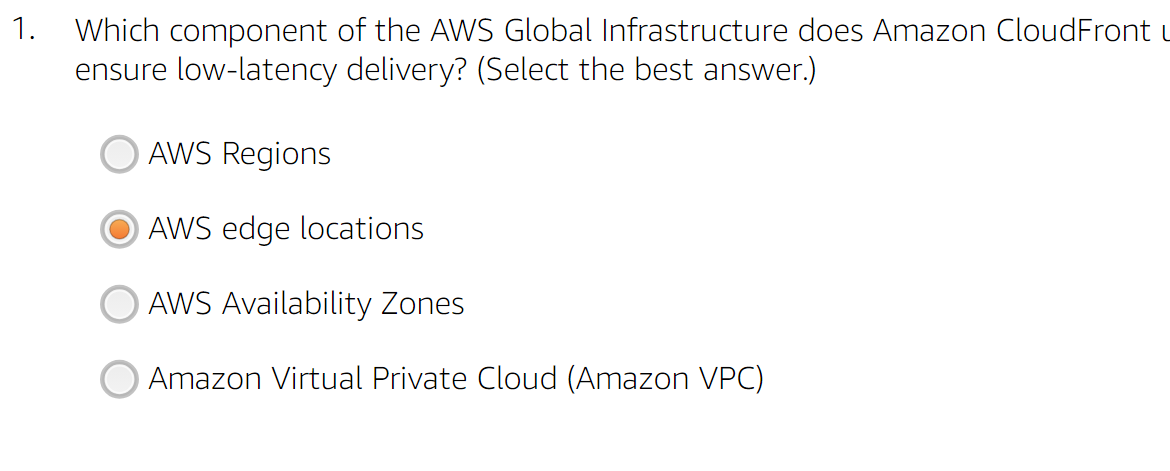 1. Which component of the AWS Global Infrastructure does Amazon CloudFront
ensure low-latency delivery? (Select the best answer.)
AWS Regions
AWS edge locations
AWS Availability Zones
Amazon Virtual Private Cloud (Amazon VPC)